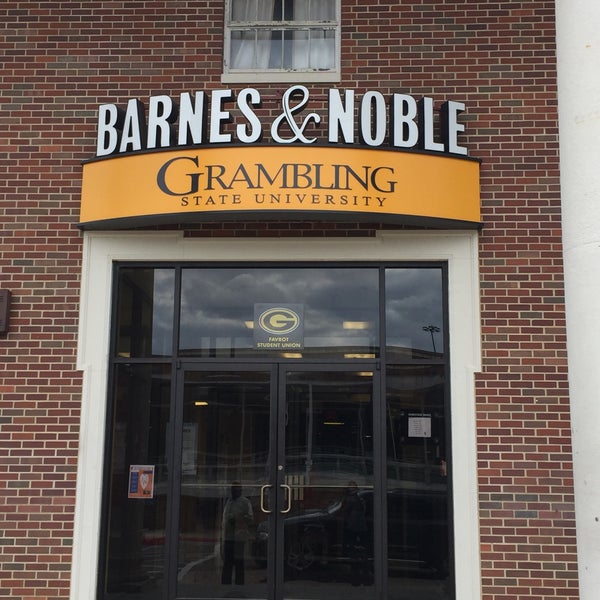 BARNES & NOBLE
GRAMBLING
STATE UNIVERSITY
G
FAVROT
STUDENT UNION